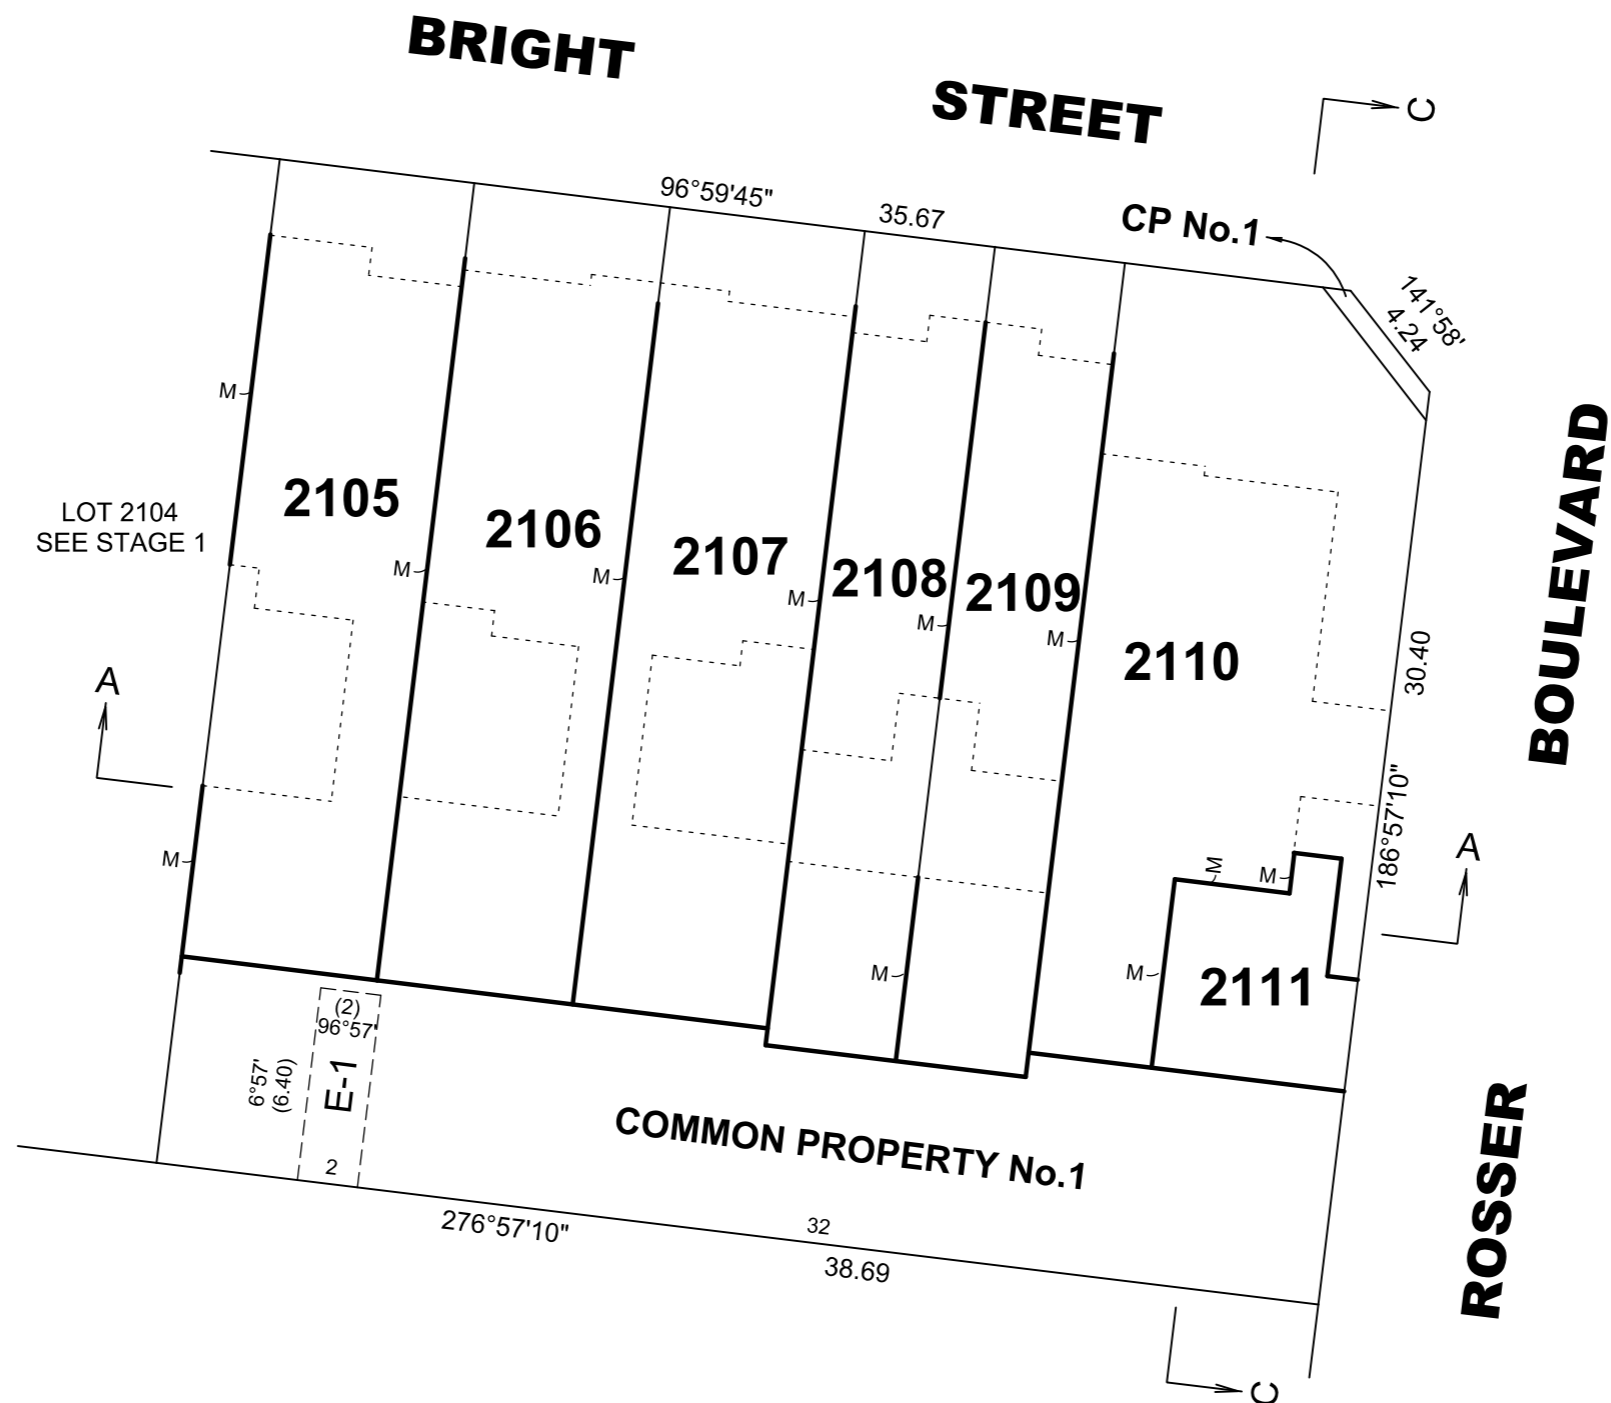 BRIGHT STREET
C
96°59'45"
35.67
CP No.1
141°58'
4.24
M
2105
2106
2107
2108
2109
2110
LOT 2104
SEE STAGE 1
M
M
M
M
M
BOULEVARD
30.40
186°57'10"
A
A
M
M
M
M
M
2111
(2)
96°57'
6°57'
(6.40)
E-1
2
COMMON PROPERTY No.1
ROSSER
276°57'10"
32
38.69
C